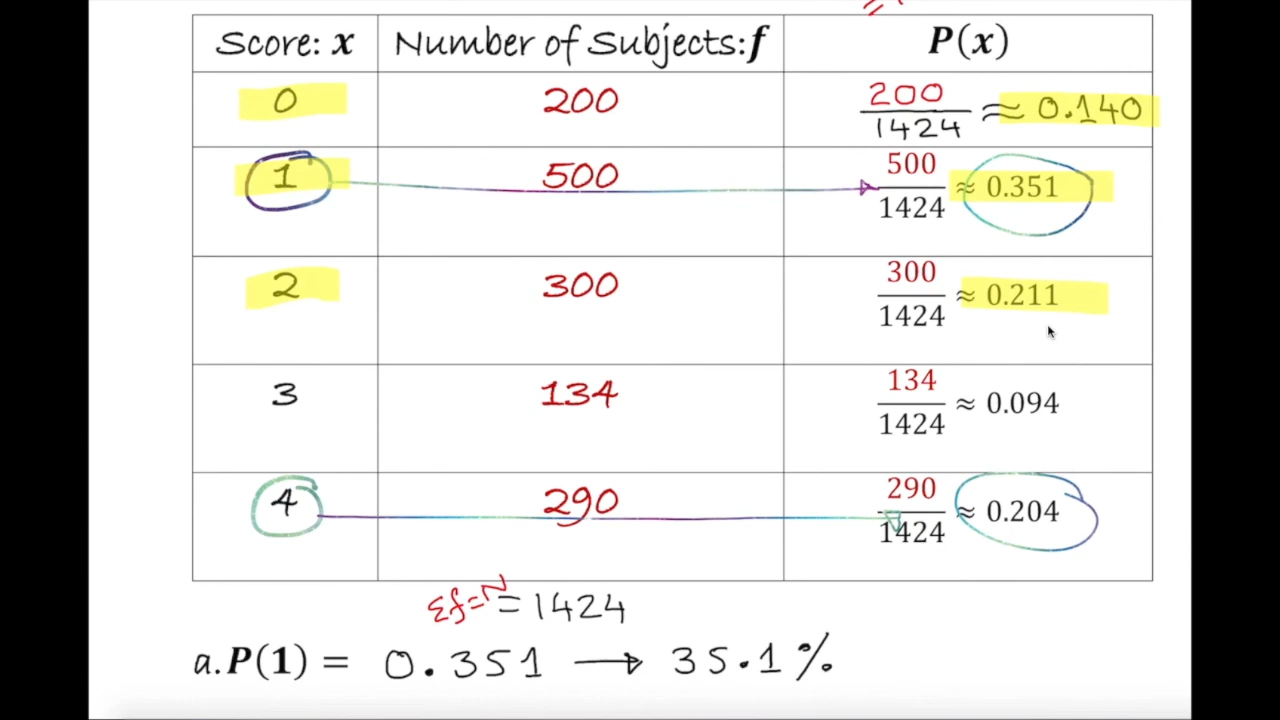 Score: x Number of Subjects: f P(x)
0 200 200/1424 ≈ 0.140
1 500 500/1424 ≈ 0.351
2 300 300/1424 ≈ 0.211
3 134 134/1424 ≈ 0.094
4 290 290/1424 ≈ 0.204
Σf=N = 1424
a. P(1) = 0.351 → 35.1%